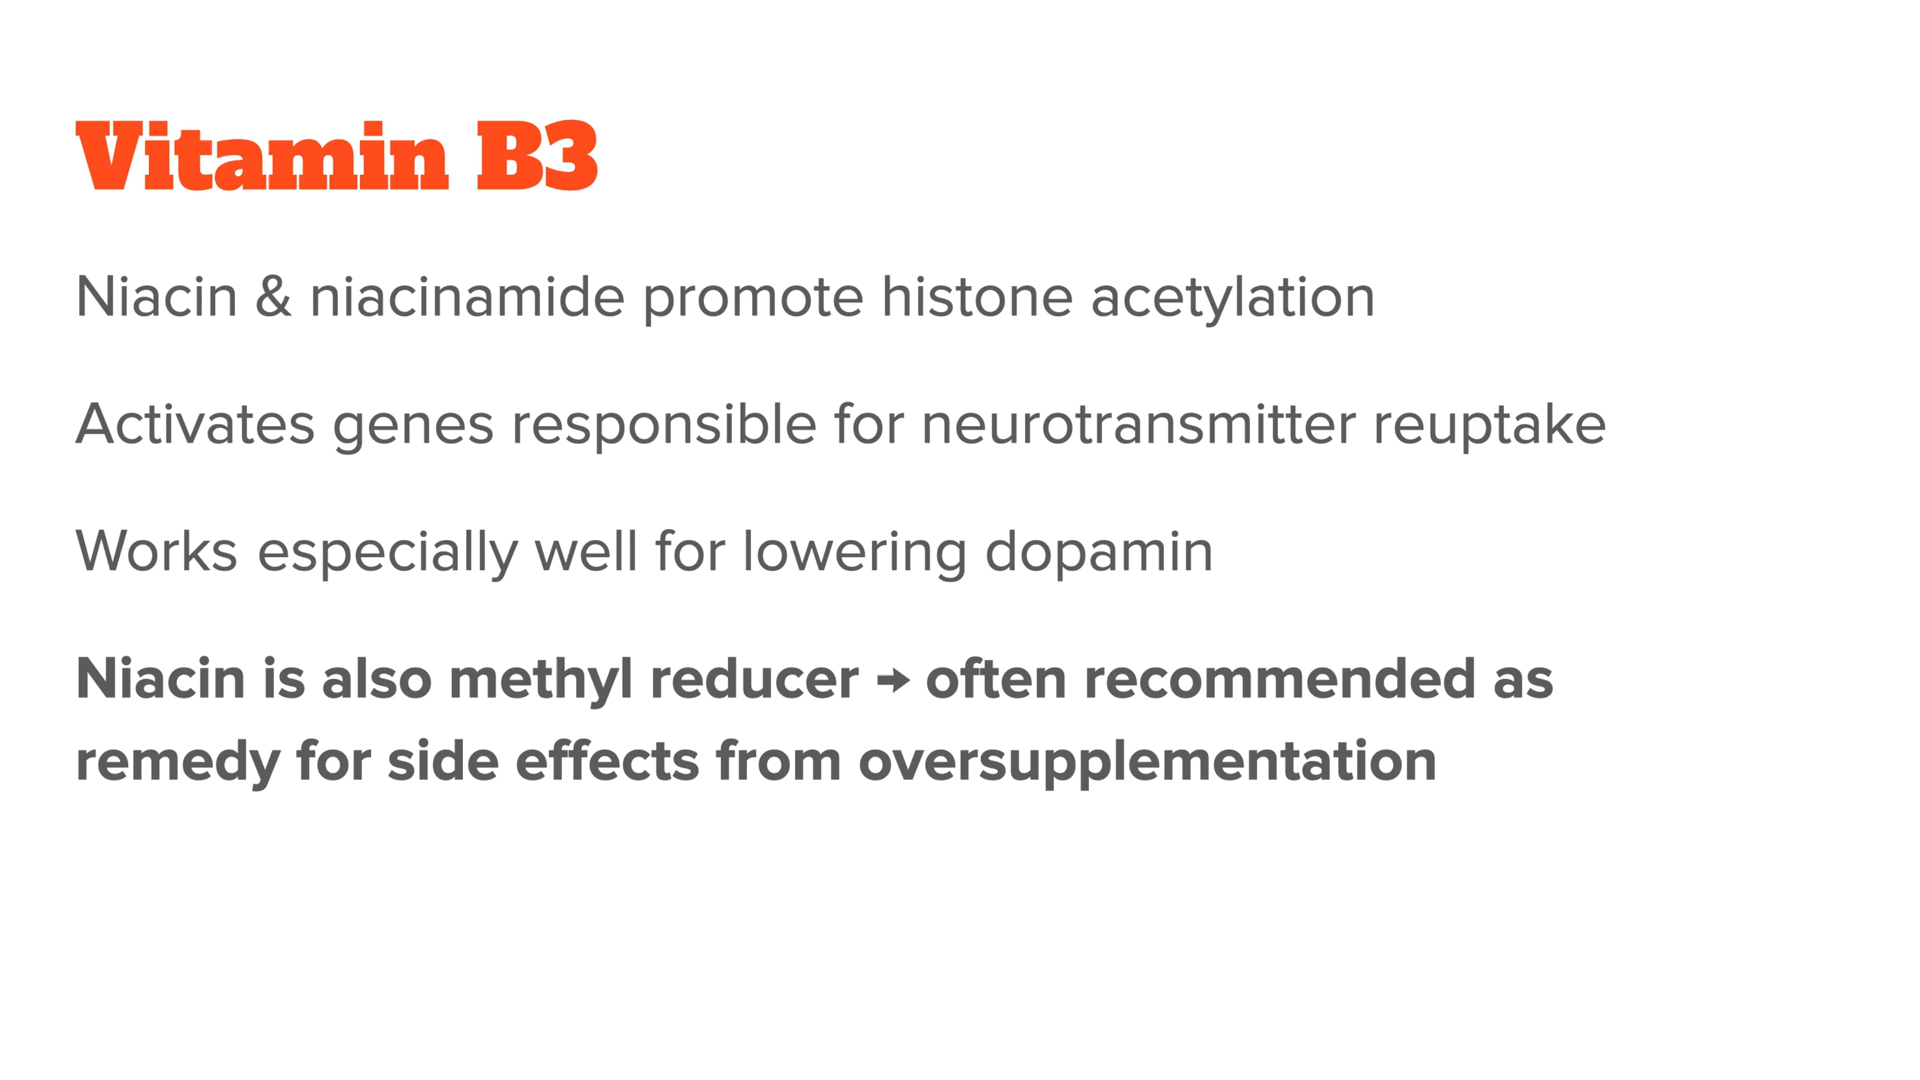 Vitamin B3
Niacin & niacinamide promote histone acetylation
Activates genes responsible for neurotransmitter reuptake
Works especially well for lowering dopamin
Niacin is also methyl reducer → often recommended as
remedy for side effects from oversupplementation